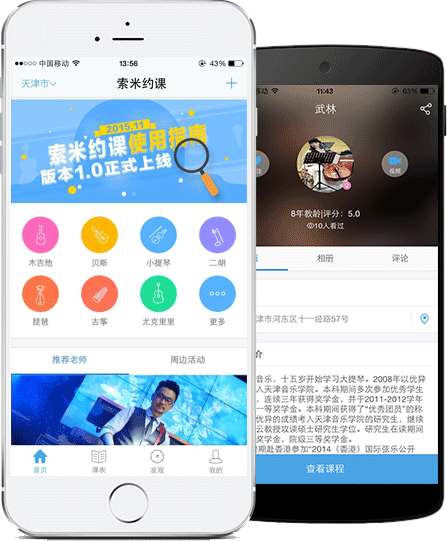 中国移动
13:56
43%
天津市
索米约课
2015.11
索米约课使用指南
版本1.0正式上线
木吉他
贝斯
小提琴
二胡
琵琶
古筝
尤克里里
更多
推荐老师
周边活动
首页
课表
发现
我的
11:43
63%
武林
视频
8年教龄|评分：5.0
10人看过
相册
评论
津市河东区十一经路57号
介
音乐，十五岁开始学习大提琴。2008年以优异
入天津音乐学院。本科期间多次参加优秀学生
，连续三年获得奖学金，并于2011-2012学年
一等奖学金。本科期间获得了“优秀团员”的称
优异的成绩考入天津音乐学院的研究生，继续
云教授攻读硕士研究生学位。研究生在读期间
奖学金，院级三等奖学金。
期赴香港参加“2014（香港）国际弦乐公开
查看课程